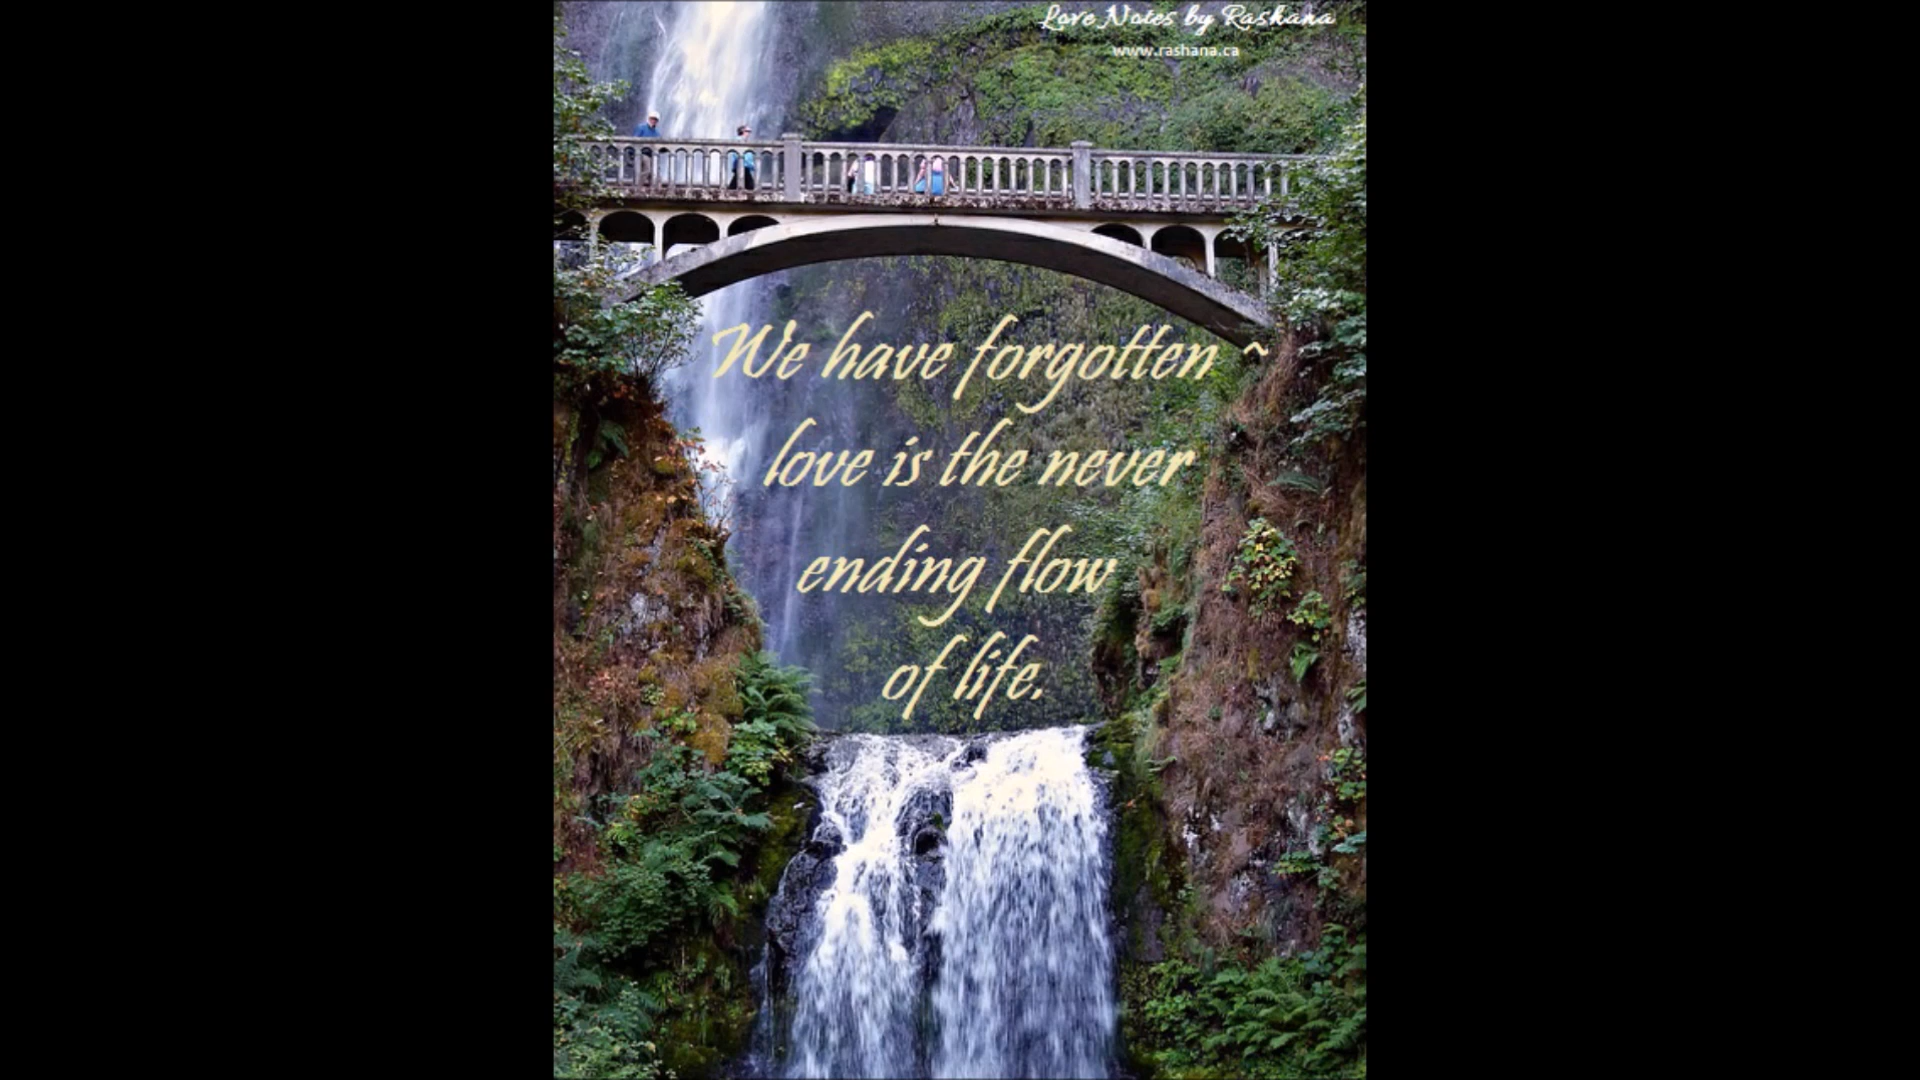 Love Notes by Rashana
www.rashana.ca
We have forgotten ~
love is the never
ending flow
of life.